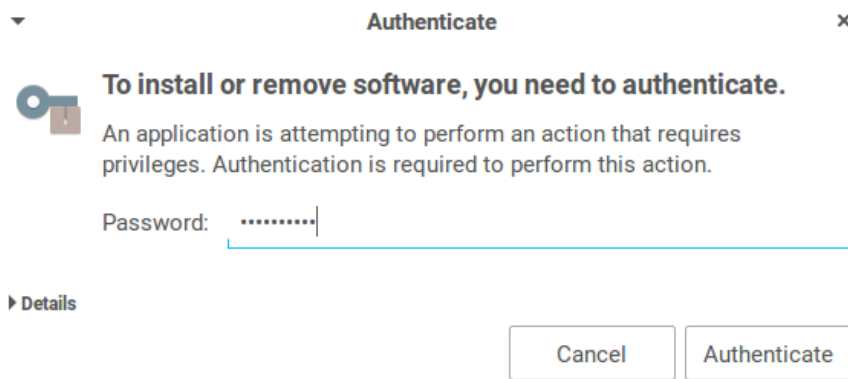 Authenticate
To install or remove software, you need to authenticate.
An application is attempting to perform an action that requires
privileges. Authentication is required to perform this action.
Password: ••••••••••
Details
Cancel Authenticate